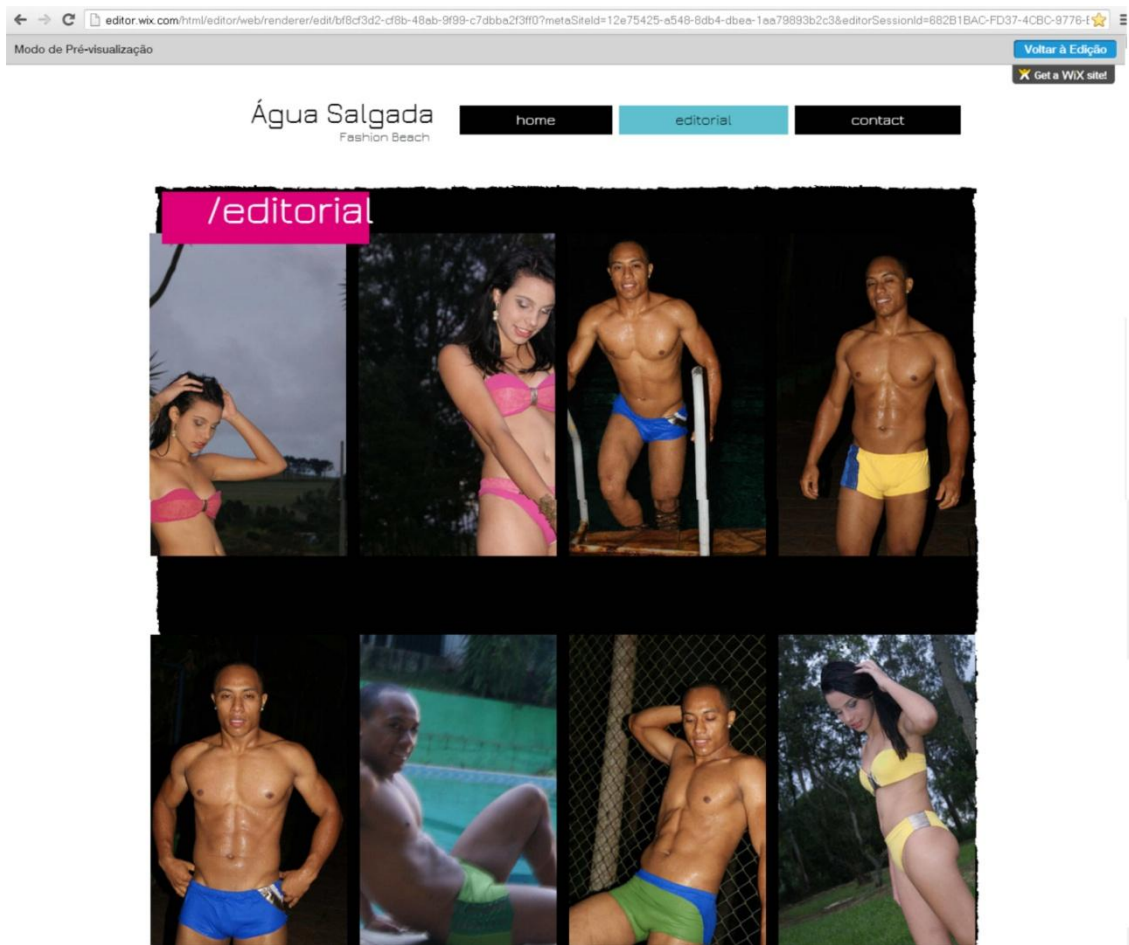 editor.wix.com/html/editor/web/renderer/edit/bf8cf3d2-cf8b-48ab-9f99-c7dbba2f3ff0?metaSiteId=12e75425-a548-8db4-dbea-1aa79893b2c3&editorSessionId=682B1BAC-FD37-4CBC-9776-E
Modo de Pré-visualização
Voltar à Edição
Get a WiX site!
Água Salgada
Fashion Beach
home
editorial
contact
/editorial